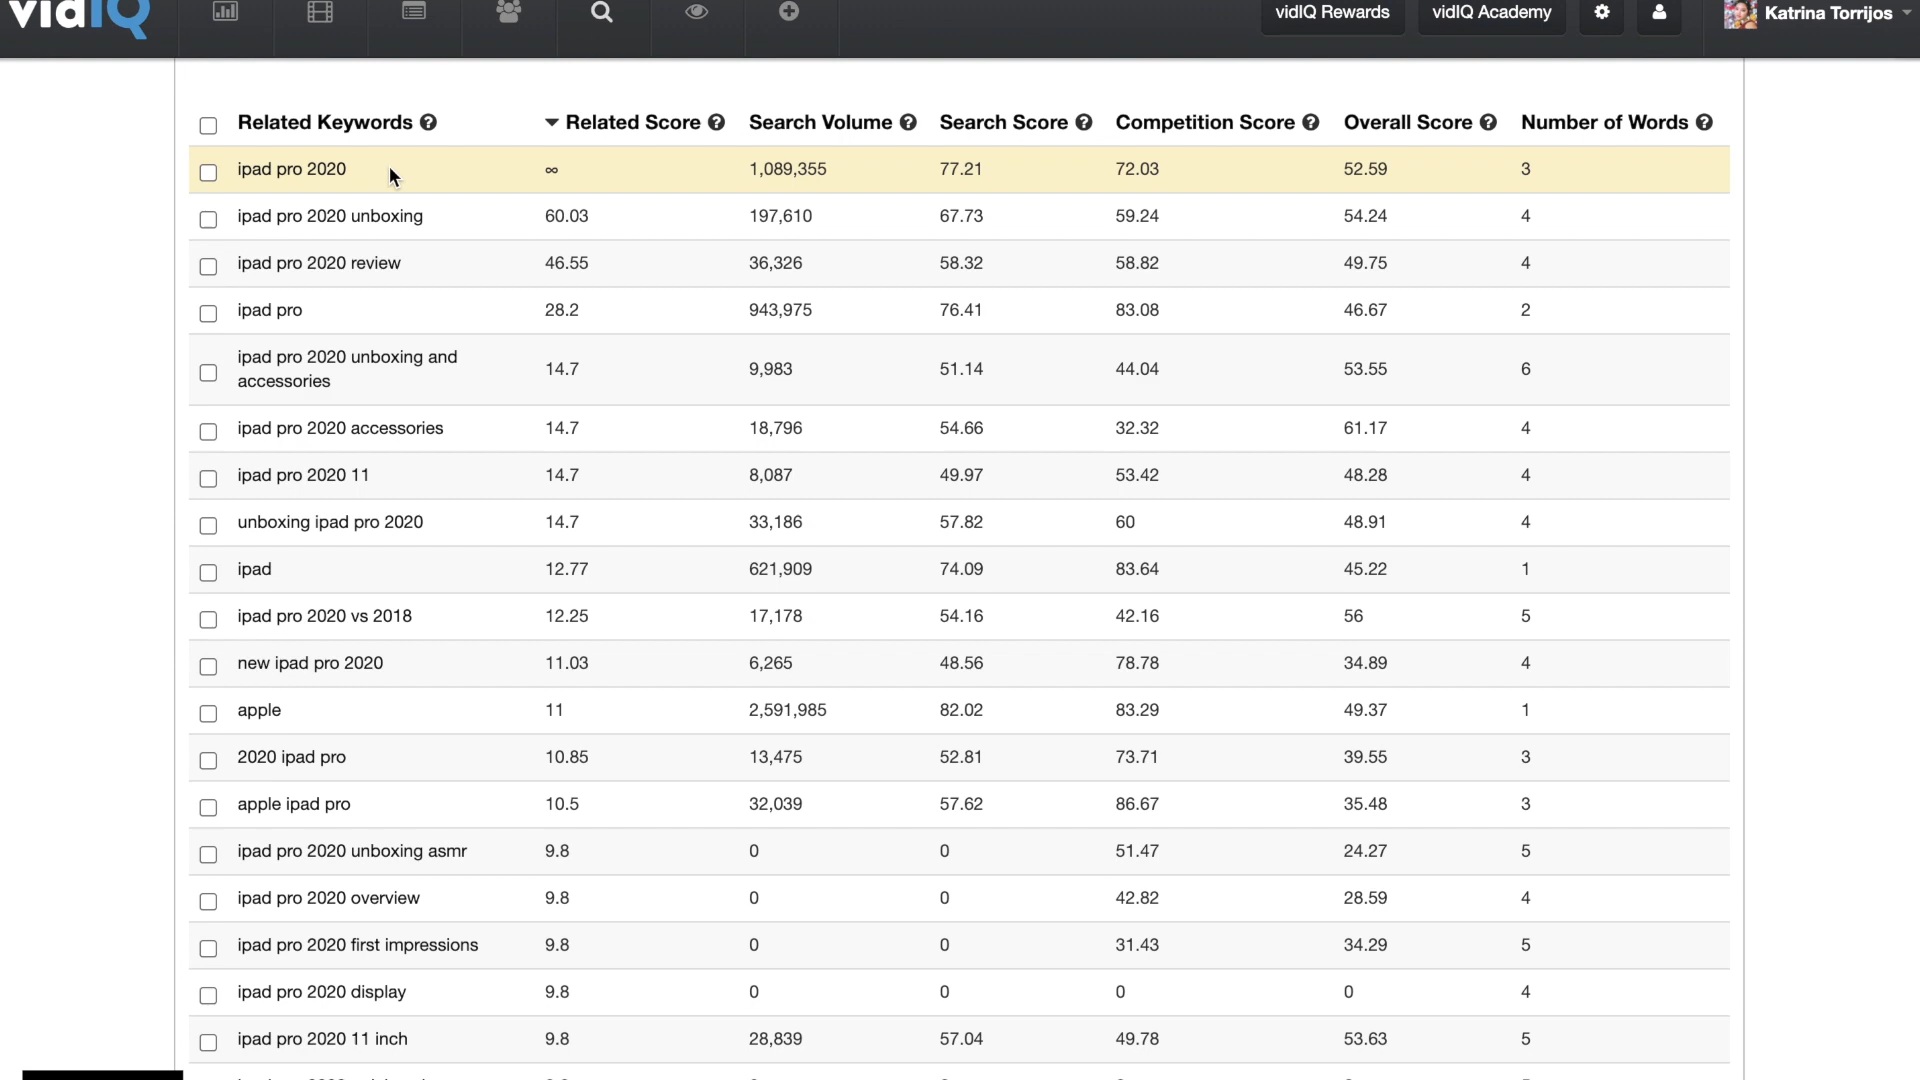 vidIQ
vidIQ Rewards
vidIQ Academy
Katrina Torrijos
Related Keywords ? Related Score ? Search Volume ? Search Score ? Competition Score ? Overall Score ? Number of Words ?
ipad pro 2020 ∞ 1,089,355 77.21 72.03 52.59 3
ipad pro 2020 unboxing 60.03 197,610 67.73 59.24 54.24 4
ipad pro 2020 review 46.55 36,326 58.32 58.82 49.75 4
ipad pro 28.2 943,975 76.41 83.08 46.67 2
ipad pro 2020 unboxing and
accessories 14.7 9,983 51.14 44.04 53.55 6
ipad pro 2020 accessories 14.7 18,796 54.66 32.32 61.17 4
ipad pro 2020 11 14.7 8,087 49.97 53.42 48.28 4
unboxing ipad pro 2020 14.7 33,186 57.82 60 48.91 4
ipad 12.77 621,909 74.09 83.64 45.22 1
ipad pro 2020 vs 2018 12.25 17,178 54.16 42.16 56 5
new ipad pro 2020 11.03 6,265 48.56 78.78 34.89 4
apple 11 2,591,985 82.02 83.29 49.37 1
2020 ipad pro 10.85 13,475 52.81 73.71 39.55 3
apple ipad pro 10.5 32,039 57.62 86.67 35.48 3
ipad pro 2020 unboxing asmr 9.8 0 0 51.47 24.27 5
ipad pro 2020 overview 9.8 0 0 42.82 28.59 4
ipad pro 2020 first impressions 9.8 0 0 31.43 34.29 5
ipad pro 2020 display 9.8 0 0 0 0 4
ipad pro 2020 11 inch 9.8 28,839 57.04 49.78 53.63 5